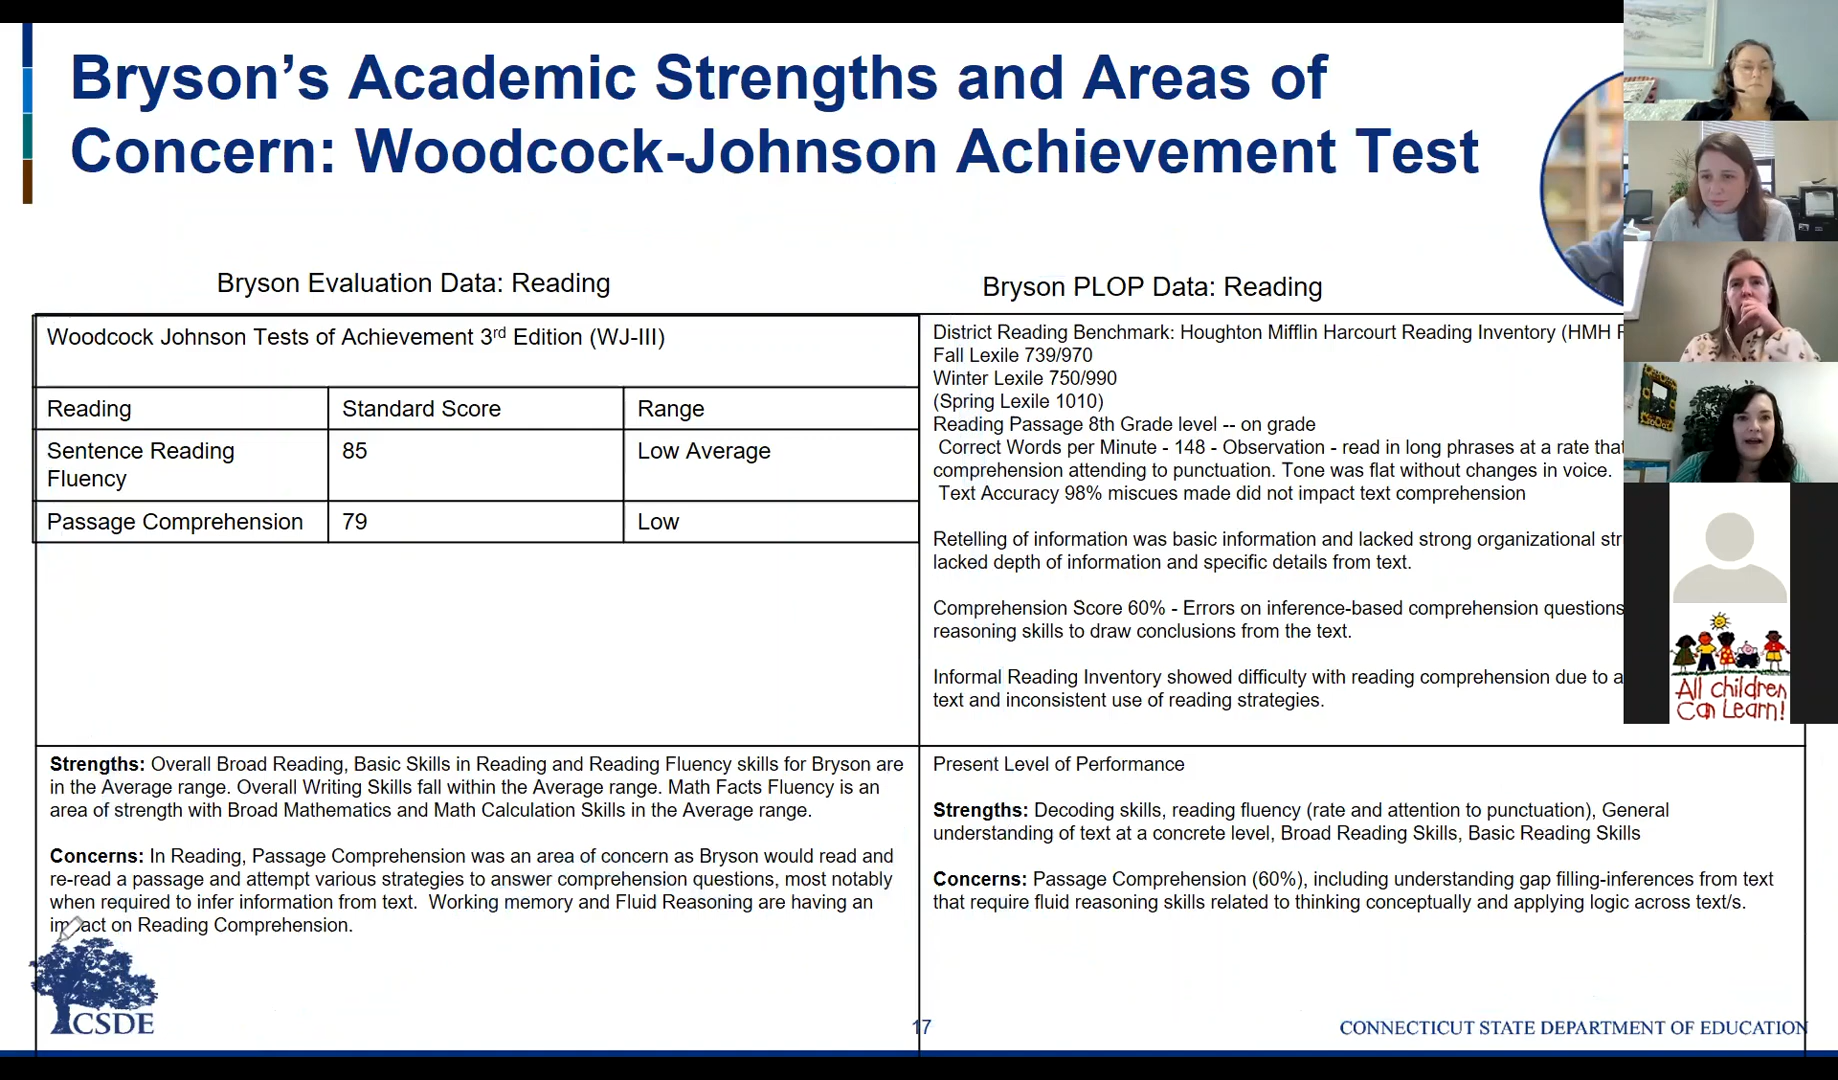 Bryson's Academic Strengths and Areas of
Concern: Woodcock-Johnson Achievement Test
Bryson Evaluation Data: Reading
Woodcock Johnson Tests of Achievement 3rd Edition (WJ-III)
Reading Standard Score Range
Sentence Reading 85 Low Average
Fluency
Passage Comprehension 79 Low
Strengths: Overall Broad Reading, Basic Skills in Reading and Reading Fluency skills for Bryson are
in the Average range. Overall Writing Skills fall within the Average range. Math Facts Fluency is an
area of strength with Broad Mathematics and Math Calculation Skills in the Average range.
Concerns: In Reading, Passage Comprehension was an area of concern as Bryson would read and
re-read a passage and attempt various strategies to answer comprehension questions, most notably
when required to infer information from text. Working memory and Fluid Reasoning are having an
impact on Reading Comprehension.
Bryson PLOP Data: Reading
District Reading Benchmark: Houghton Mifflin Harcourt Reading Inventory (HMH
Fall Lexile 739/970
Winter Lexile 750/990
(Spring Lexile 1010)
Reading Passage 8th Grade level -- on grade
Correct Words per Minute - 148 - Observation - read in long phrases at a rate that
comprehension attending to punctuation. Tone was flat without changes in voice.
Text Accuracy 98% miscues made did not impact text comprehension
Retelling of information was basic information and lacked strong organizational
lacked depth of information and specific details from text.
Comprehension Score 60% - Errors on inference-based comprehension questions
reasoning skills to draw conclusions from the text.
Informal Reading Inventory showed difficulty with reading comprehension due to a
text and inconsistent use of reading strategies.
Present Level of Performance
Strengths: Decoding skills, reading fluency (rate and attention to punctuation), General
understanding of text at a concrete level, Broad Reading Skills, Basic Reading Skills
Concerns: Passage Comprehension (60%), including understanding gap filling-inferences from text
that require fluid reasoning skills related to thinking conceptually and applying logic across text/s.
All children
Can Learn!
CSDE
17
CONNECTICUT STATE DEPARTMENT OF EDUCATION